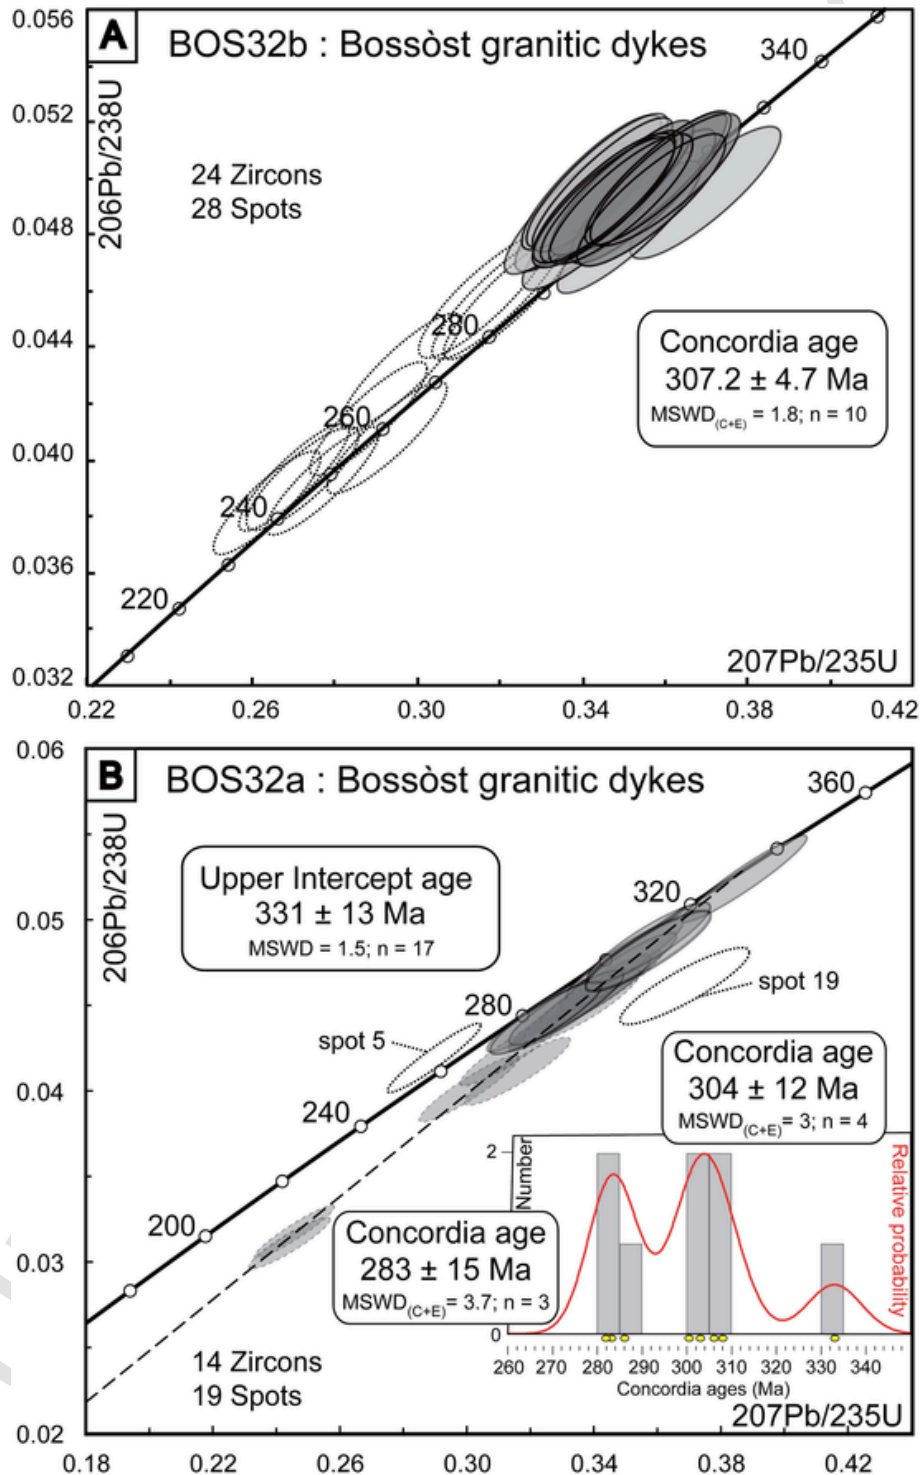 A
BOS32b : Bossòst granitic dykes
206Pb/238U
24 Zircons
28 Spots
340
280
260
240
220
Concordia age
307.2 ± 4.7 Ma
MSWD(C+E) = 1.8; n = 10
207Pb/235U
0.056
0.052
0.048
0.044
0.040
0.036
0.032
0.22
0.26
0.30
0.34
0.38
0.42
B
BOS32a : Bossòst granitic dykes
206Pb/238U
360
320
280
240
200
Upper Intercept age
331 ± 13 Ma
MSWD = 1.5; n = 17
spot 19
spot 5
Concordia age
304 ± 12 Ma
MSWD(C+E)= 3; n = 4
Concordia age
283 ± 15 Ma
MSWD(C+E)= 3.7; n = 3
2
0
Number
Relative probability
260 270 280 290 300 310 320 330 340
Concordia ages (Ma)
14 Zircons
19 Spots
207Pb/235U
0.06
0.05
0.04
0.03
0.02
0.18
0.22
0.26
0.30
0.34
0.38
0.42